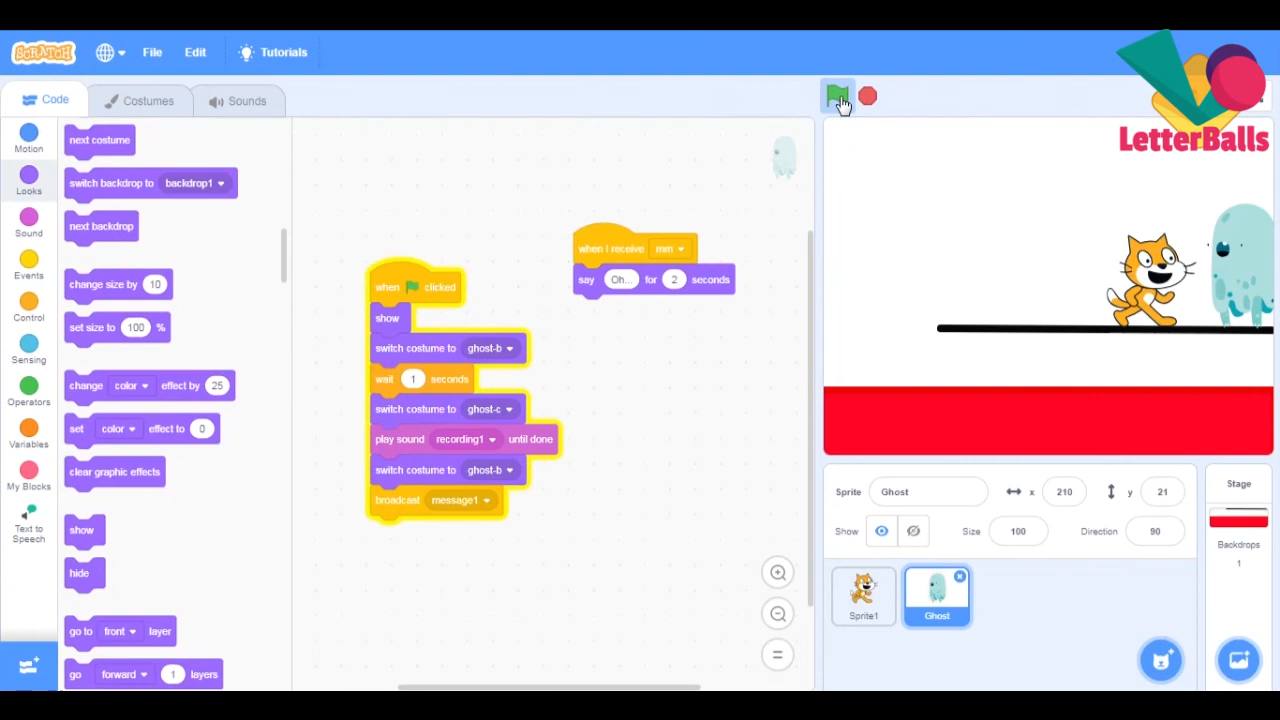 SCRATCH
File
Edit
Tutorials
LetterBalls
Code
Costumes
Sounds
Motion
Looks
Sound
Events
Control
Sensing
Operators
Variables
My Blocks
Text to
Speech
next costume
switch backdrop to backdrop1
next backdrop
change size by 10
set size to 100 %
change color effect by 25
set color effect to 0
clear graphic effects
show
hide
go to front layer
go forward 1 layers
when clicked
show
switch costume to ghost-b
wait 1 seconds
switch costume to ghost-c
play sound recording1 until done
switch costume to ghost-b
broadcast message1
when I receive mm
say Oh... for 2 seconds
Sprite Ghost x 210 y 21
Show Size 100 Direction 90
Sprite1
Ghost
Stage
Backdrops
1